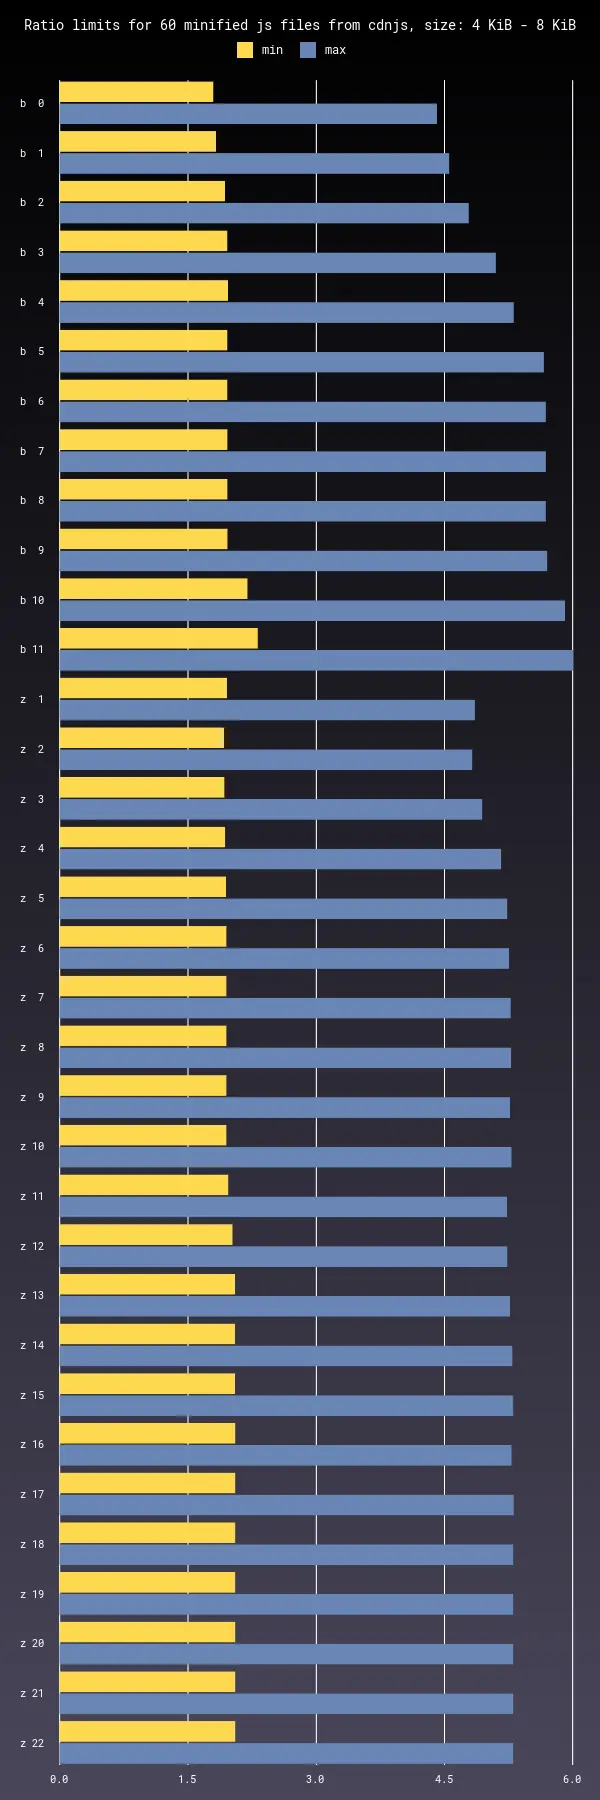 Ratio limits for 60 minified js files from cdnjs, size: 4 KiB - 8 KiB
min max
b 0
b 1
b 2
b 3
b 4
b 5
b 6
b 7
b 8
b 9
b 10
b 11
z 1
z 2
z 3
z 4
z 5
z 6
z 7
z 8
z 9
z 10
z 11
z 12
z 13
z 14
z 15
z 16
z 17
z 18
z 19
z 20
z 21
z 22
0.0 1.5 3.0 4.5 6.0